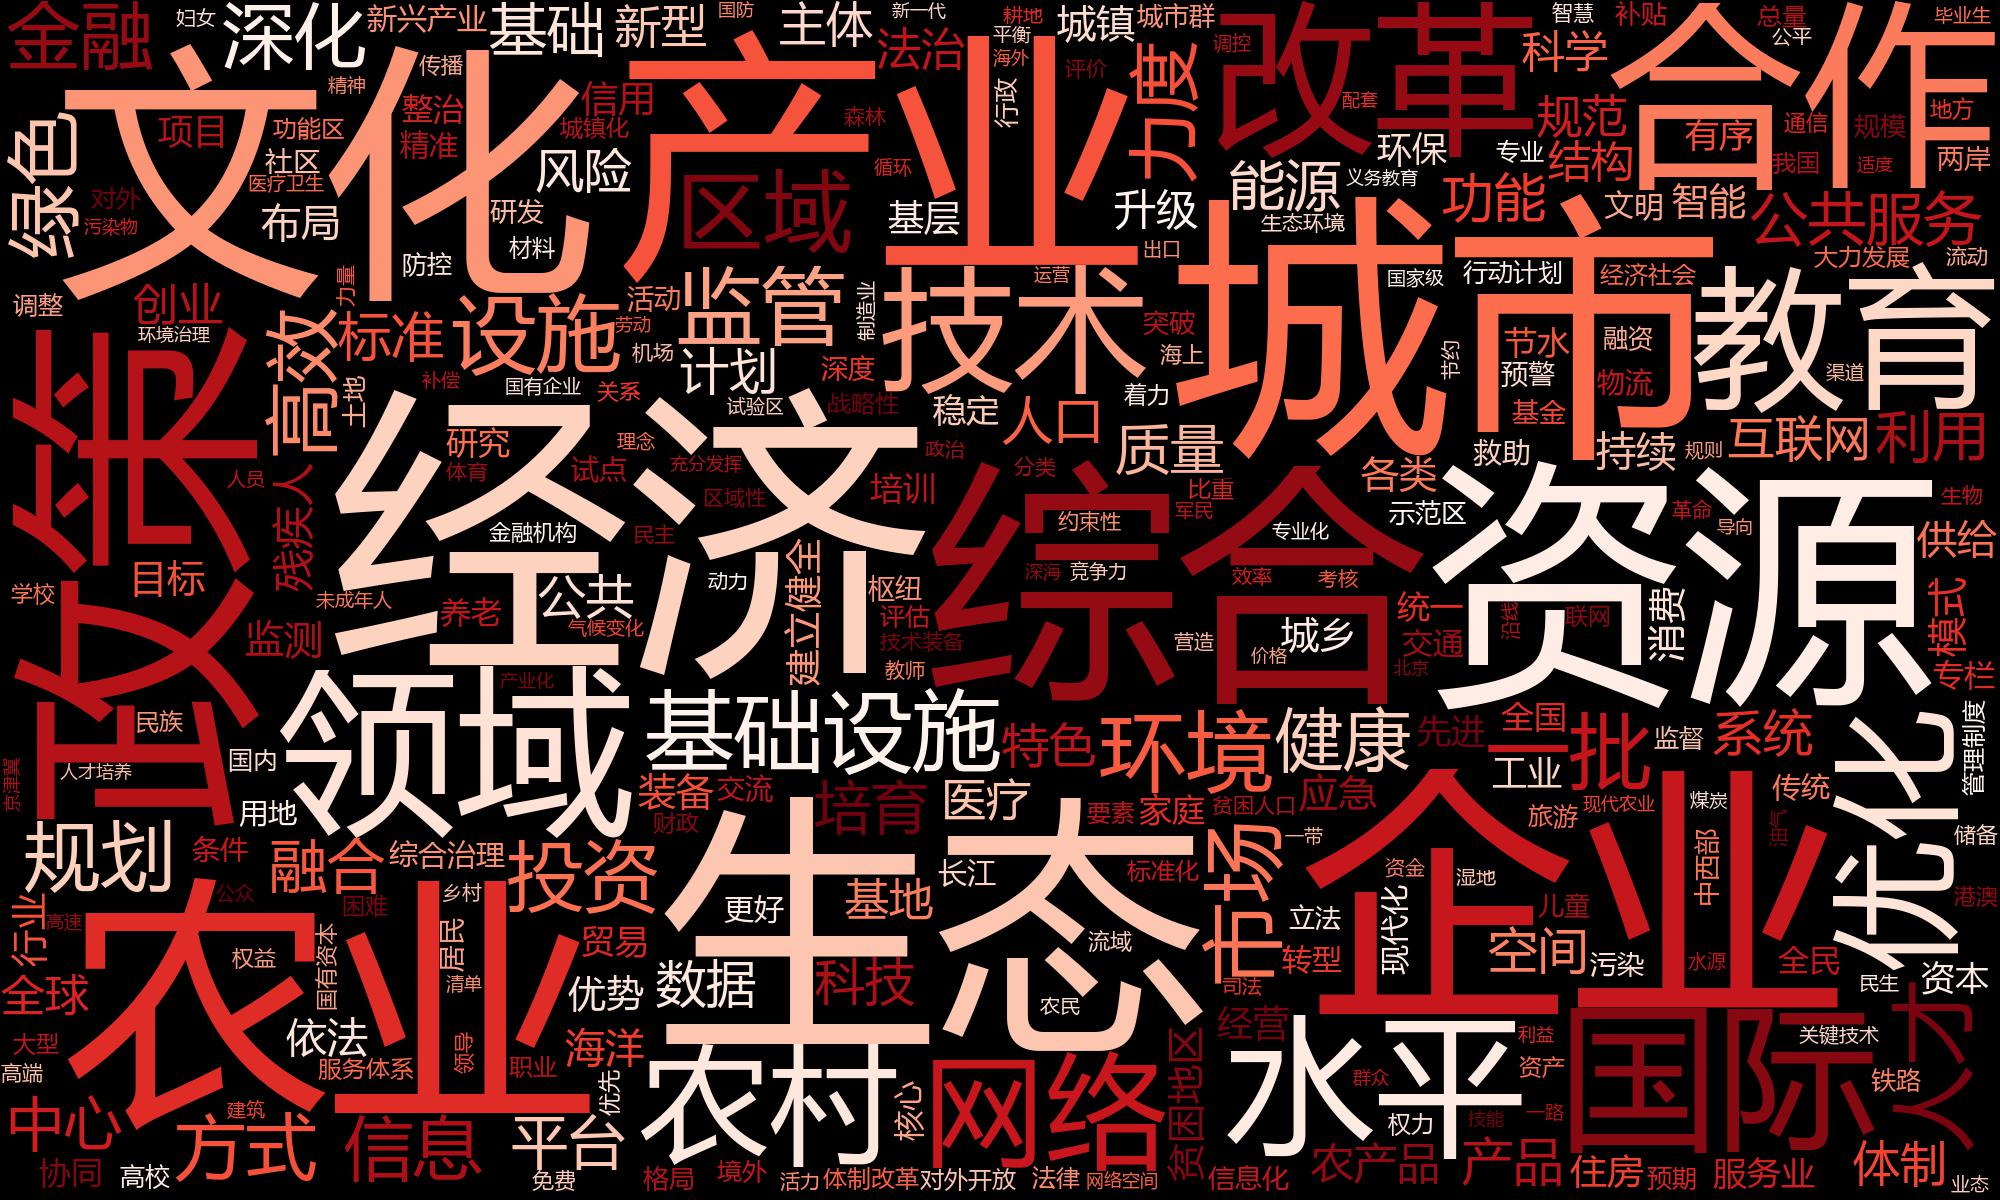 金融
妇女
深化
新兴产业
基础
新型
国防
主体
新一代
法治
耕地
平衡
海外
城镇
城市群
调控
改革
智慧
科学
补贴
总量
公平
合作
毕业生
文化
精神
传播
整治
精准
信用
城镇化
产业
森林
循环
行政
评价
力度
配套
环保
专业
规范
结构
有序
通信
规模
地方
我国
适度
两岸
绿色
项目
功能区
社区
医疗卫生
对外
污染物
布局
风险
研发
材料
防控
区域
基层
升级
出口
能源
义务教育
生态环境
功能
文明
智能
公共服务
大力发展
流动
调整
创业
环境治理
力量
高效
标准
设施
活动
劳动
机场
监管
制造业
技术
运营
突破
海上
城市
国家级
行动计划
经济社会
节水
融资
预警
物流
基金
节约
教育
渠道
政策
土地
补偿
国有企业
关系
计划
深度
试验区
战略性
稳定
人口
着力
质量
救助
持续
规则
互联网
利用
人员
残疾人
经济
研究
体育
理念
试点
充分发挥
区域性
政治
培训
分类
综合
约束性
比重
军民
专业化
各类
示范区
资源
革命
导向
生物
供给
金融机构
民主
动力
公共
养老
气候变化
建立健全
枢纽
评估
技术装备
教师
深海
竞争力
效率
考核
营造
价格
城乡
统一
交通
北京
沿线
联网
消费
模式
专栏
学校
目标
未成年人
监测
领域
产业化
基础设施
特色
环境
健康
先进
全国
一批
监督
系统
优化
管理制度
民族
人才培养
京津冀
国内
用地
装备
交流
财政
培育
医疗
要素
家庭
贫困人口
应急
工业
旅游
现代农业
煤炭
油气
传统
储备
规划
条件
融合
综合治理
投资
生态
长江
标准化
市场
一带
企业
资金
湿地
现代化
中西部
港澳
行业
高速
公众
困难
乡村
农业
权益
国有资本
居民
清单
贸易
更好
基地
流域
立法
转型
儿童
空间
污染
水源
全民
民生
资本
全球
大型
高端
依法
服务体系
领导
职业
优势
海洋
数据
科技
农民
司法
经营
水平
利益
资产
国际
关键技术
人才
铁路
中心
建筑
方式
信息
平台
优先
农村
核心
网络
贫困地区
群众
权力
技能
一路
协同
高校
免费
格局
境外
活力
体制改革
对外开放
法律
网络空间
信息化
农产品
产品
住房
预期
服务业
体制
业态